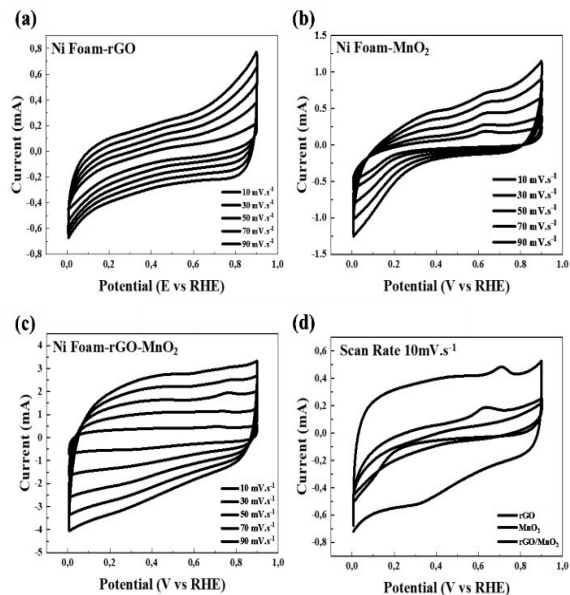 (a)
Ni Foam-rGO
0,8
0,6
0,4
0,2
0,0
-0,2
-0,4
-0,6
-0,8
Current (mA)
10 mV.s-1
30 mV.s-1
50 mV.s-1
70 mV.s-1
90 mV.s-1
0,0 0,2 0,4 0,6 0,8 1,0
Potential (E vs RHE)
(b)
Ni Foam-MnO2
1.5
1.0
0.5
0.0
-0.5
-1.0
-1.5
Current (mA)
10 mV.s-1
30 mV.s-1
50 mV.s-1
70 mV.s-1
90 mV.s-1
0,0 0,2 0,4 0,6 0,8 1,0
Potential (V vs RHE)
(c)
Ni Foam-rGO-MnO2
5
4
3
2
1
0
-1
-2
-3
-4
-5
Current (mA)
10 mV.s-1
30 mV.s-1
50 mV.s-1
70 mV.s-1
90 mV.s-1
0,0 0,2 0,4 0,6 0,8 1,0
Potential (V vs RHE)
(d)
Scan Rate 10mV.s-1
0,6
0,4
0,2
0,0
-0,2
-0,4
-0,6
-0,8
Current (mA)
rGO
MnO2
rGO/MnO2
0,0 0,2 0,4 0,6 0,8 1,0
Potential (V vs RHE)